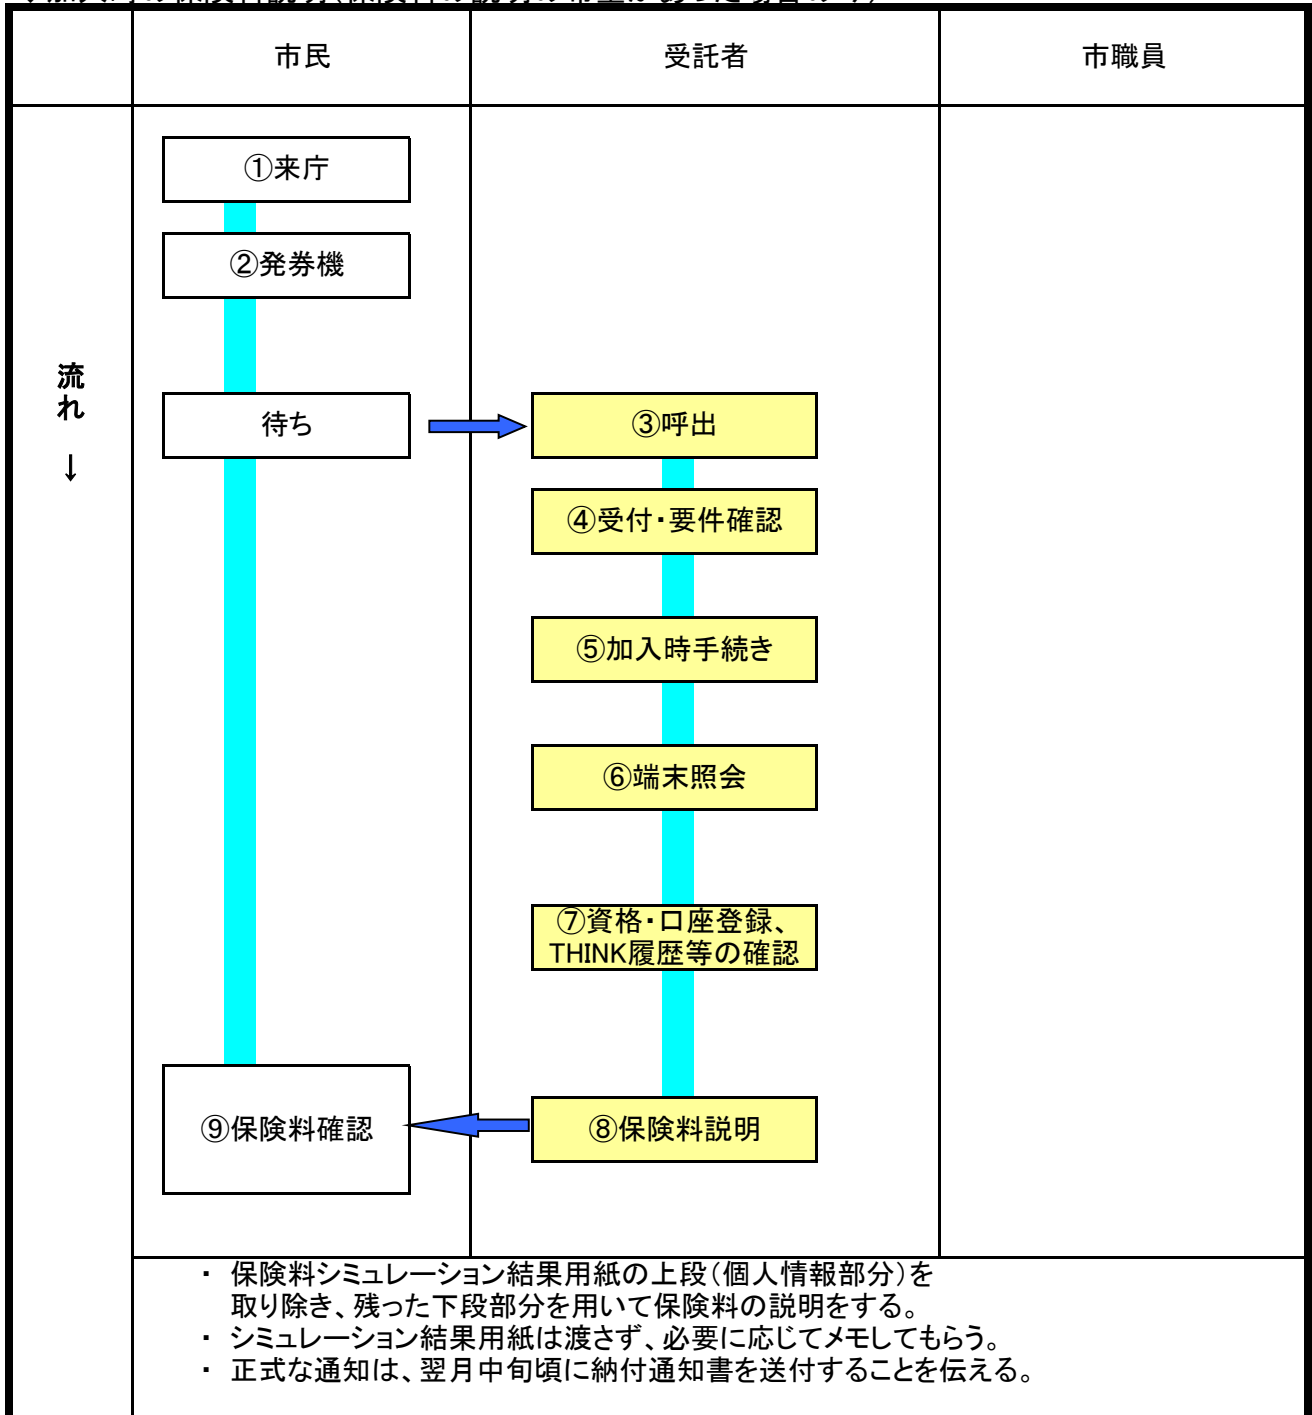 市民 受託者 市職員
①来庁
②発券機
流れ ↓
待ち ③呼出
④受付・要件確認
⑤加入時手続き
⑥端末照会
⑦資格・口座登録、
THINK履歴等の確認
⑨保険料確認 ⑧保険料説明
・ 保険料シミュレーション結果用紙の上段（個人情報部分）を
取り除き、残った下段部分を用いて保険料の説明をする。
・ シミュレーション結果用紙は渡さず、必要に応じてメモしてもらう。
・ 正式な通知は、翌月中旬頃に納付通知書を送付することを伝える。